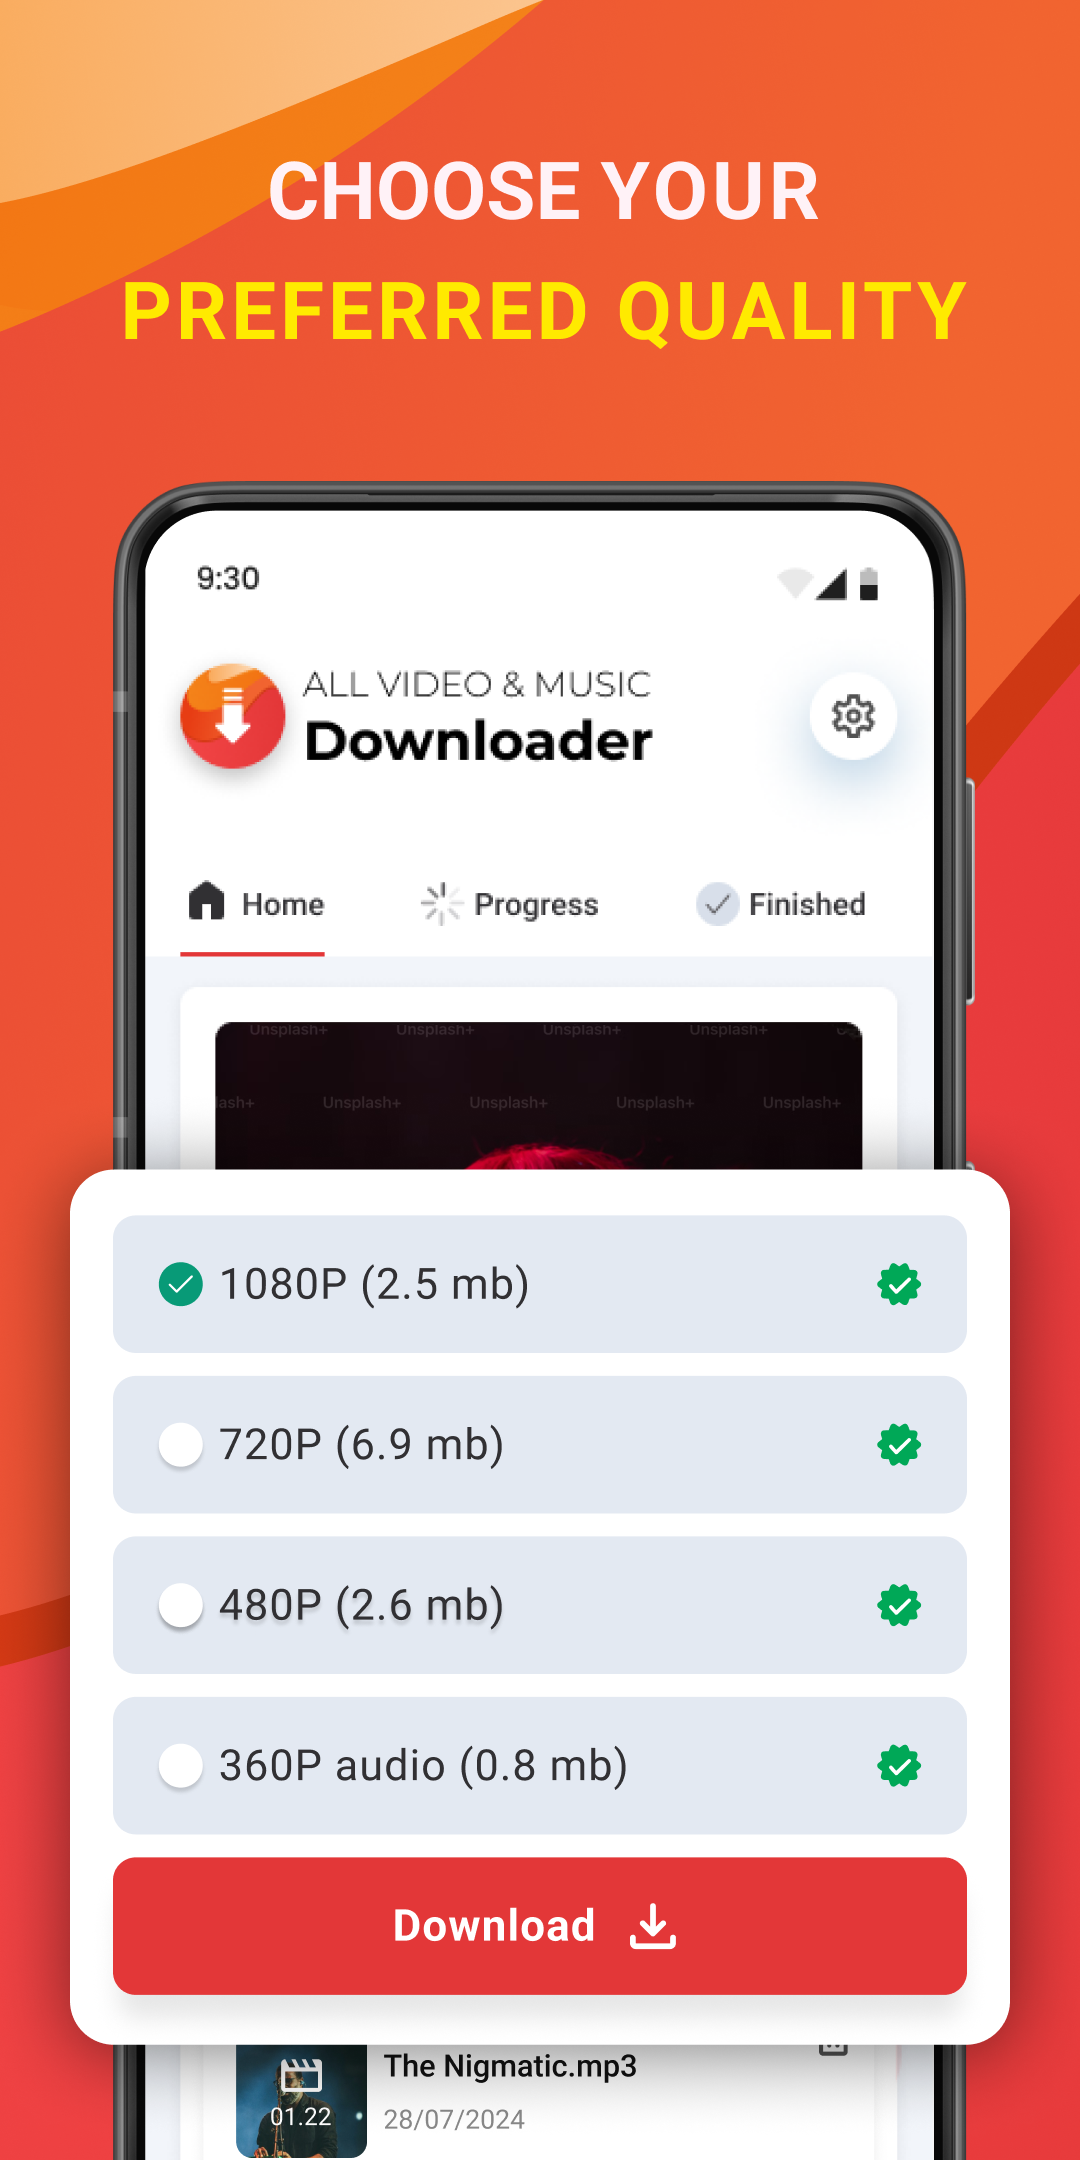 CHOOSE YOUR
PREFERRED QUALITY
9:30
ALL VIDEO & MUSIC
Downloader
Home
Progress
Finished
Unsplash+ Unsplash+ Unsplash+ Unsplash+
lash+ Unsplash+ Unsplash+ Unsplash+ Unsplash+
1080P (2.5 mb)
720P (6.9 mb)
480P (2.6 mb)
360P audio (0.8 mb)
Download
The Nigmatic.mp3
01.22
28/07/2024